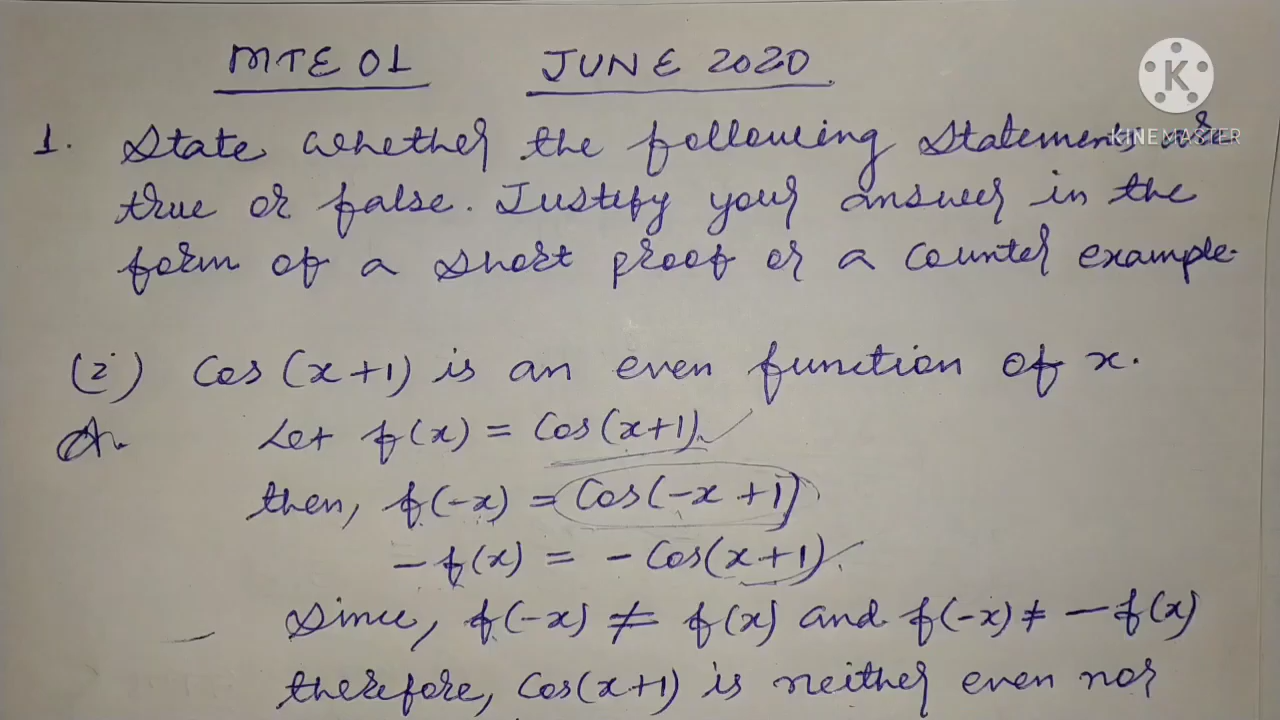 MTE 01 JUNE 2020
K
KINEMASTER
1. State whether the following statements are
true or false. Justify your answer in the
form of a short proof or a counter example.
(i) Cos (x+1) is an even function of x.
A. Let f(x) = Cos(x+1)
then, f(-x) = Cos(-x +1)
-f(x) = - Cos(x+1)
Since, f(-x) ≠ f(x) and f(-x) ≠ -f(x)
therefore, Cos(x+1) is neither even nor